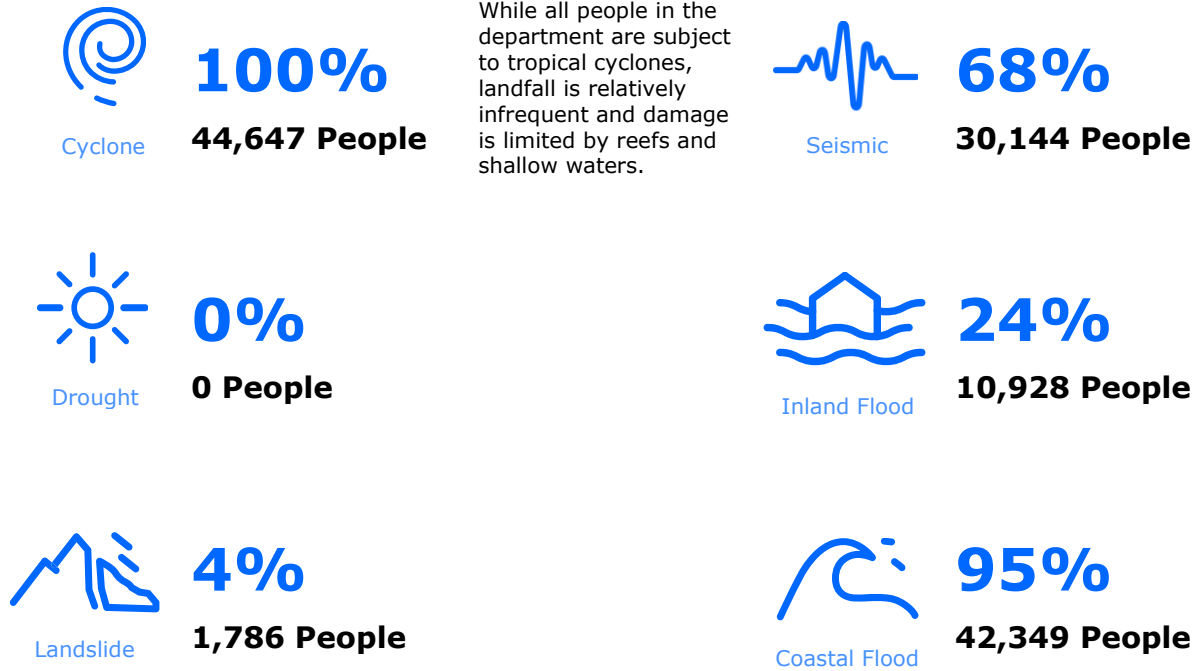 100%
44,647 People
Cyclone
While all people in the
department are subject
to tropical cyclones,
landfall is relatively
infrequent and damage
is limited by reefs and
shallow waters.
68%
30,144 People
Seismic
0%
0 People
Drought
24%
10,928 People
Inland Flood
4%
1,786 People
Landslide
95%
42,349 People
Coastal Flood